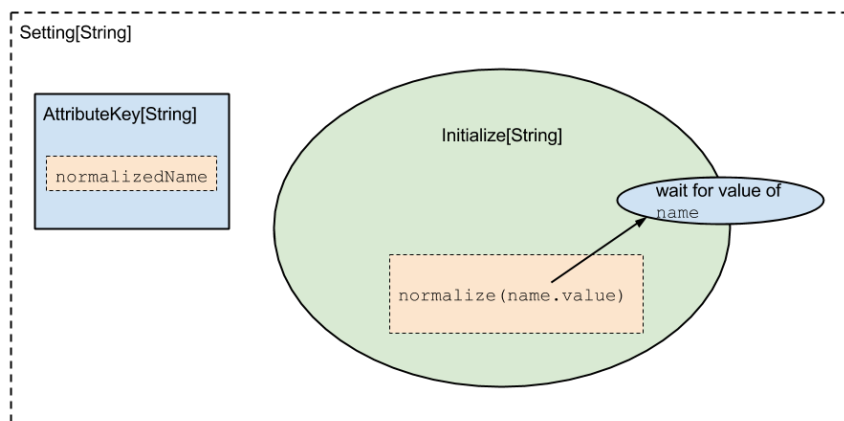 Setting[String]
AttributeKey[String]
normalizedName
Initialize[String]
wait for value of
name
normalize(name.value)